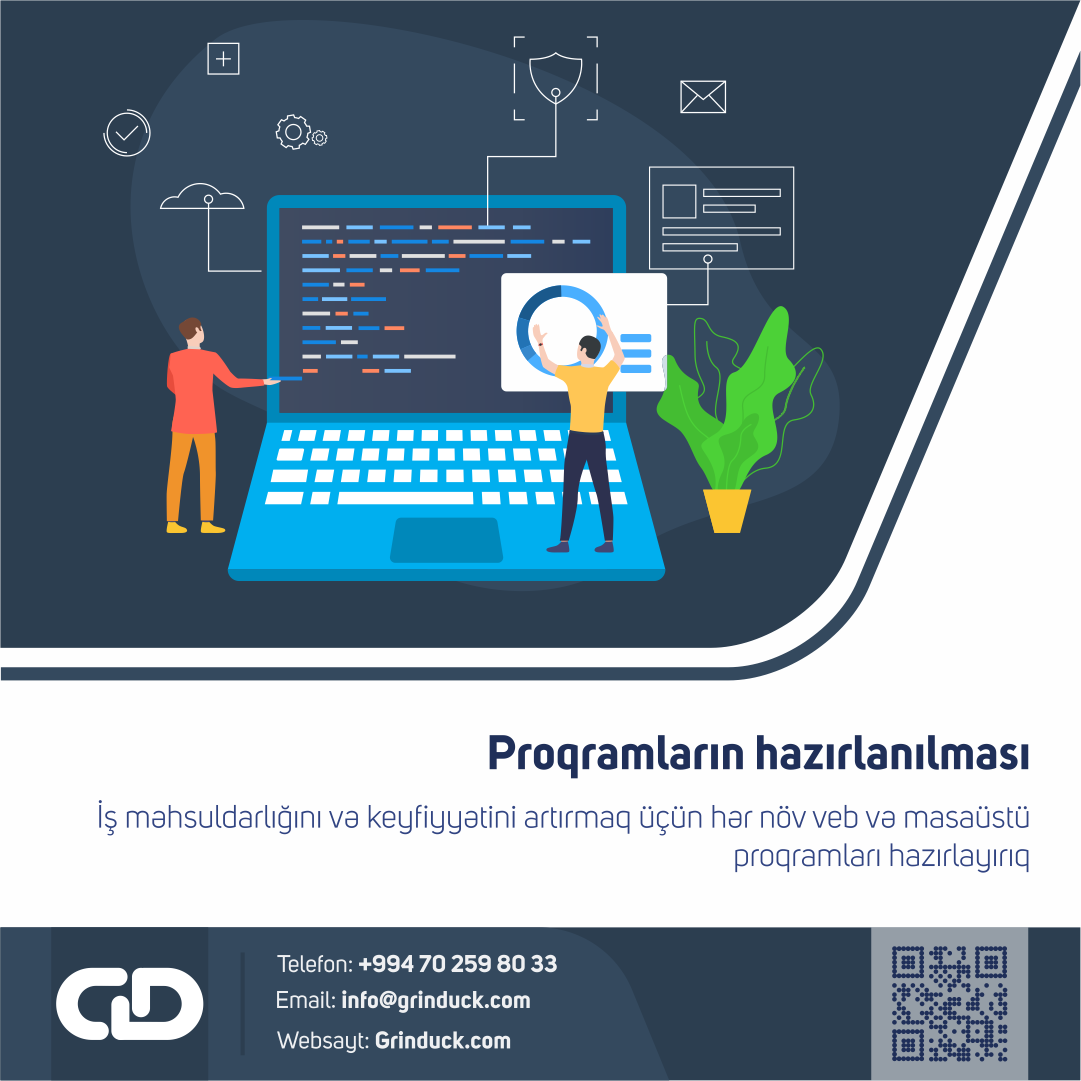 Proqramların hazırlanılması
İş məhsuldarlığını və keyfiyyətini artırmaq üçün hər növ veb və masaüstü
proqramları hazırlayırıq
GD
Telefon: +994 70 259 80 33
Email: info@grinduck.com
Websayt: Grinduck.com